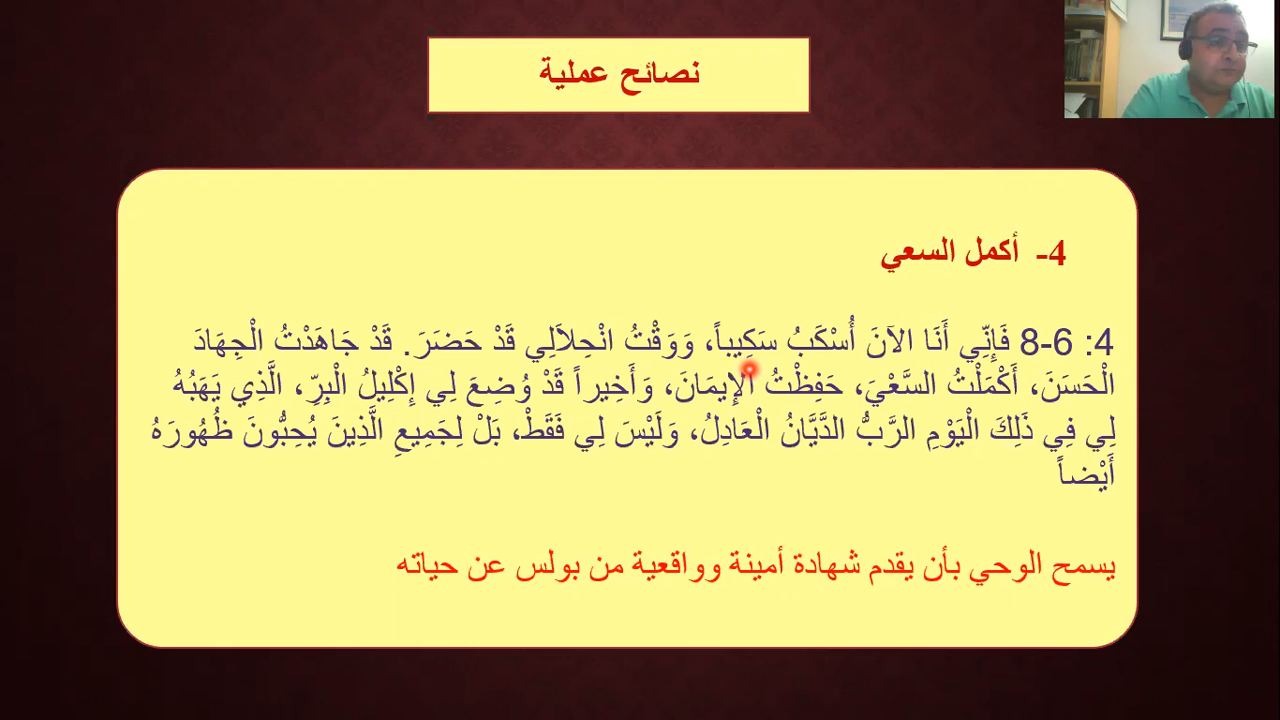 نصائح عملية
4- أكمل السعي
4: 6-8 فَإِنِّي أَنَا الآنَ أُسْكَبُ سَكِيباً، وَوَقْتُ انْحِلاَلِي قَدْ حَضَرَ. قَدْ جَاهَدْتُ الْجِهَادَ
الْحَسَنَ، أَكْمَلْتُ السَّعْيَ، حَفِظْتُ الإِيمَانَ، وَأَخِيراً قَدْ وُضِعَ لِي إِكْلِيلُ الْبِرِّ، الَّذِي يَهَبُهُ
لِي فِي ذَلِكَ الْيَوْمِ الرَّبُّ الدَّيَّانُ الْعَادِلُ، وَلَيْسَ لِي فَقَطْ، بَلْ لِجَمِيعِ الَّذِينَ يُحِبُّونَ ظُهُورَهُ
أَيْضاً
يسمح الوحي بأن يقدم شهادة أمينة وواقعية من بولس عن حياته